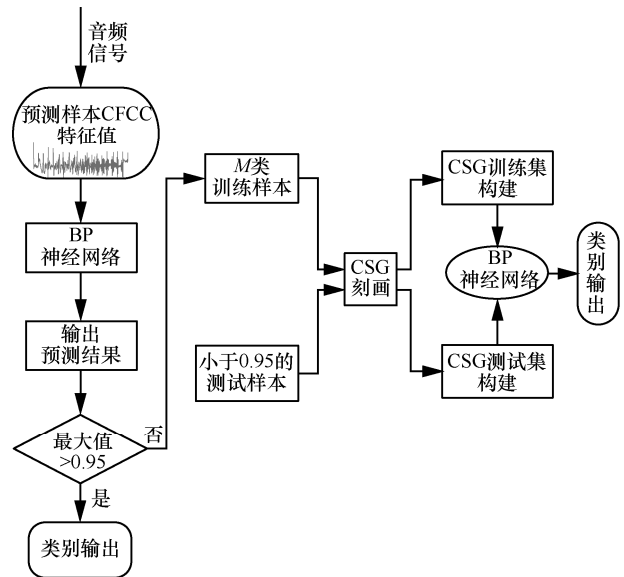 音频
信号
预测样本CFCC
特征值
BP
神经网络
输出
预测结果
最大值
>0.95
否
是
类别输出
M类
训练样本
小于0.95的
测试样本
CSG
刻画
CSG训练集
构建
BP
神经网络
CSG测试集
构建
类别输出